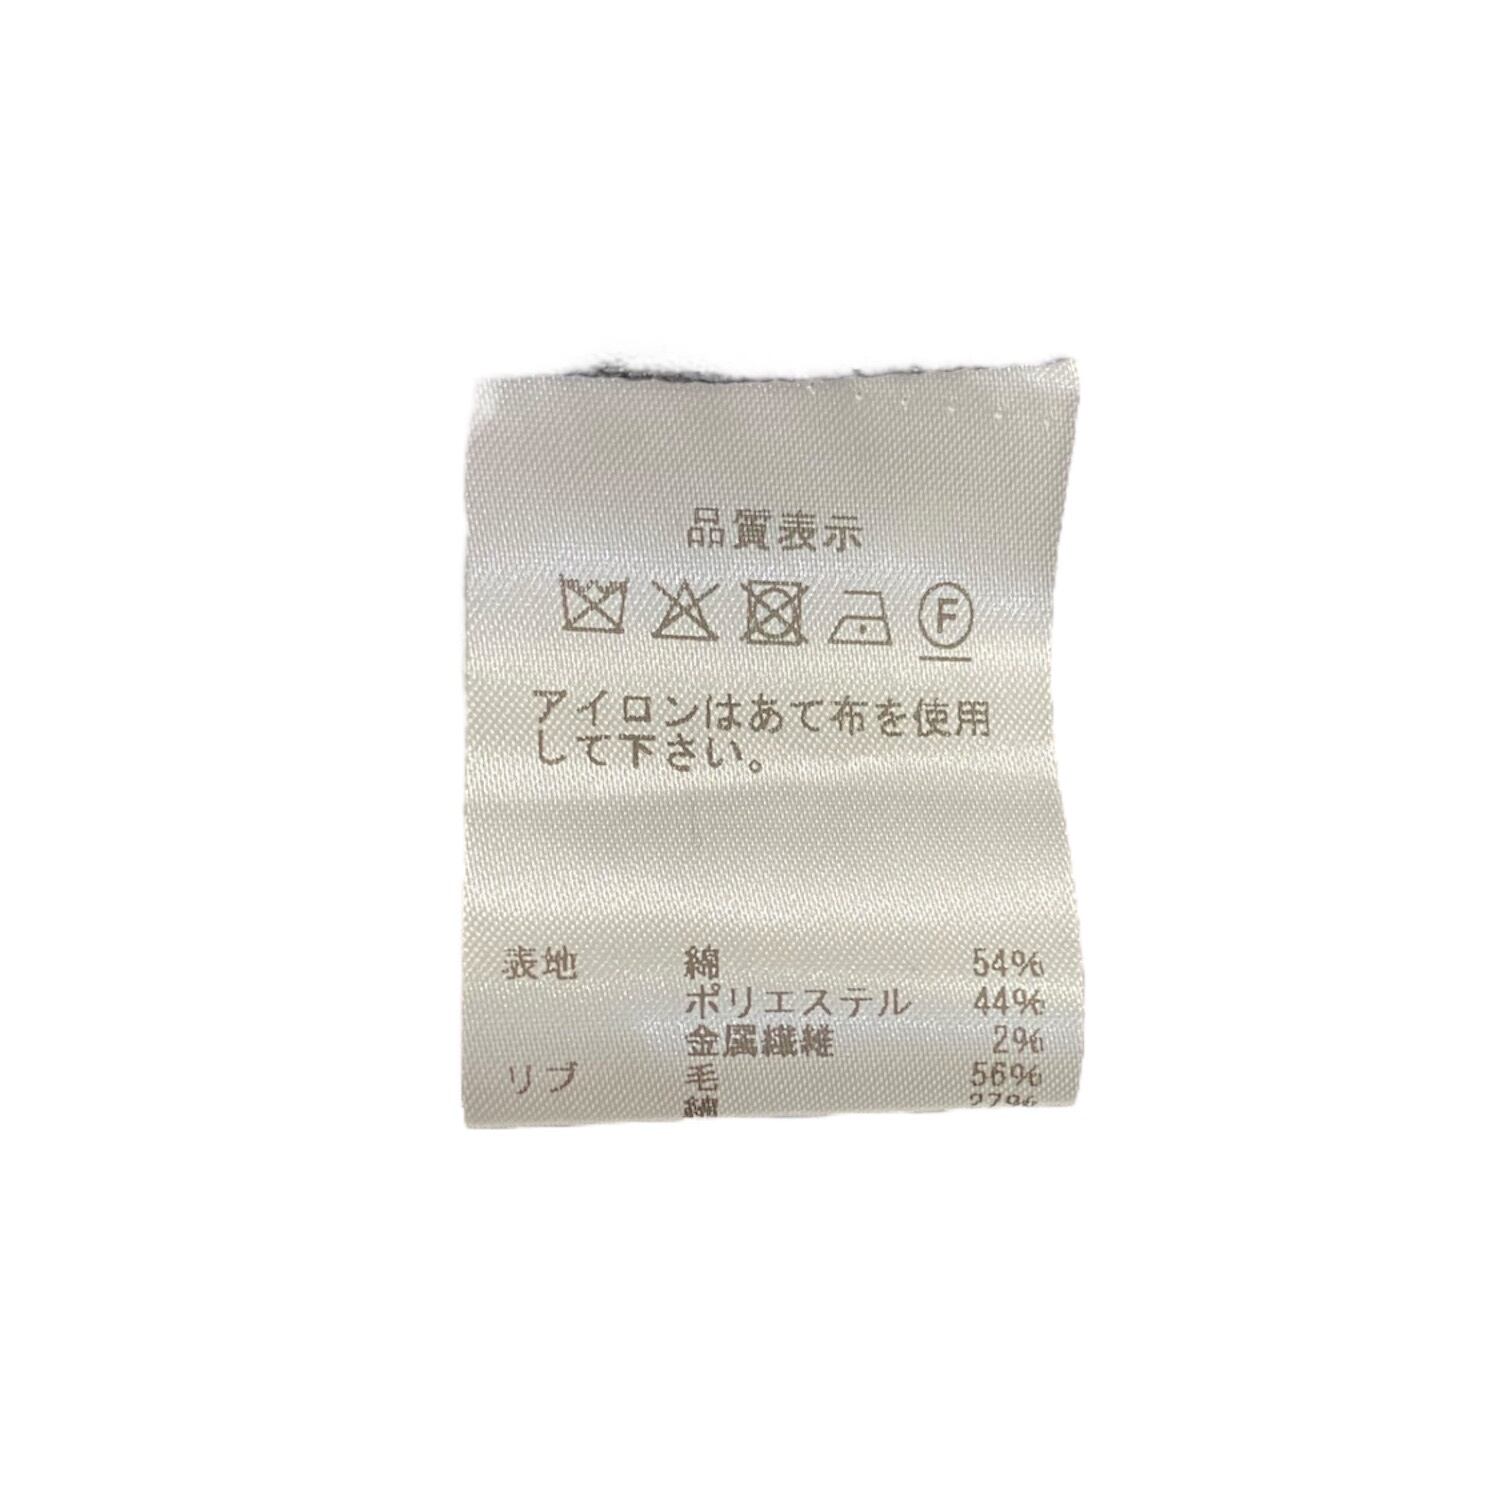 品質表示
F
アイロンはあて布を使用
して下さい。
表地 綿 54%
ポリエステル 44%
金属繊維 2%
リブ 毛 56%
綿 27%